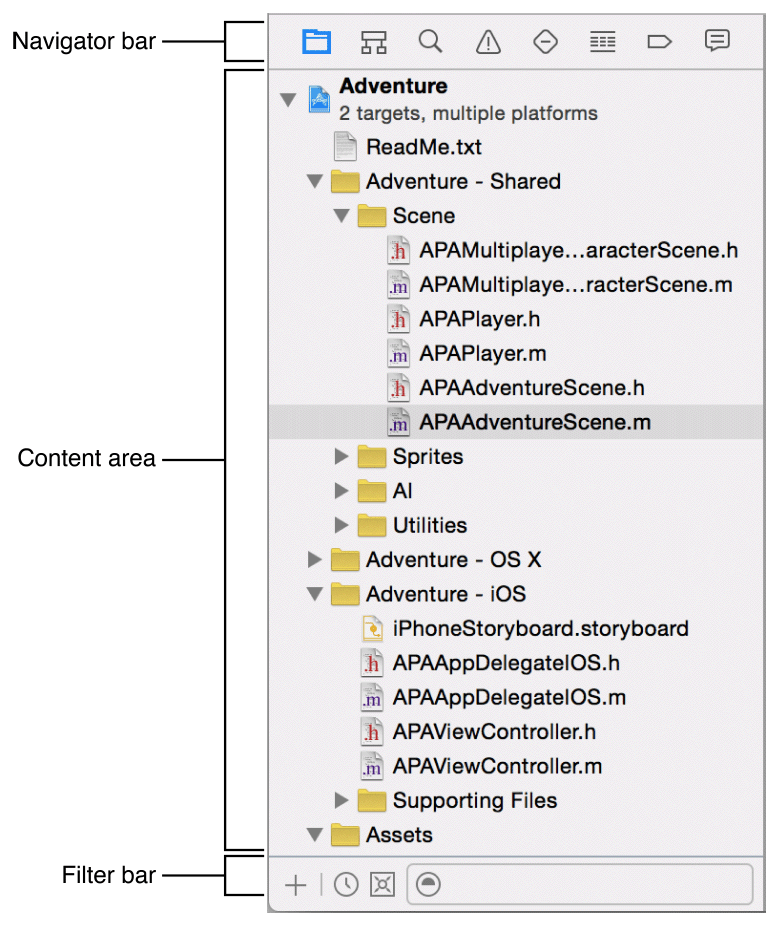 Navigator bar
Adventure
2 targets, multiple platforms
ReadMe.txt
Adventure - Shared
Scene
.h APAMultiplaye...aracterScene.h
.m APAMultiplaye...racterScene.m
.h APAPlayer.h
.m APAPlayer.m
.h APAAdventureScene.h
.m APAAdventureScene.m
Content area
Sprites
AI
Utilities
Adventure - OS X
Adventure - iOS
iPhoneStoryboard.storyboard
.h APAAppDelegateIOS.h
.m APAAppDelegateIOS.m
.h APAViewController.h
.m APAViewController.m
Supporting Files
Assets
Filter bar